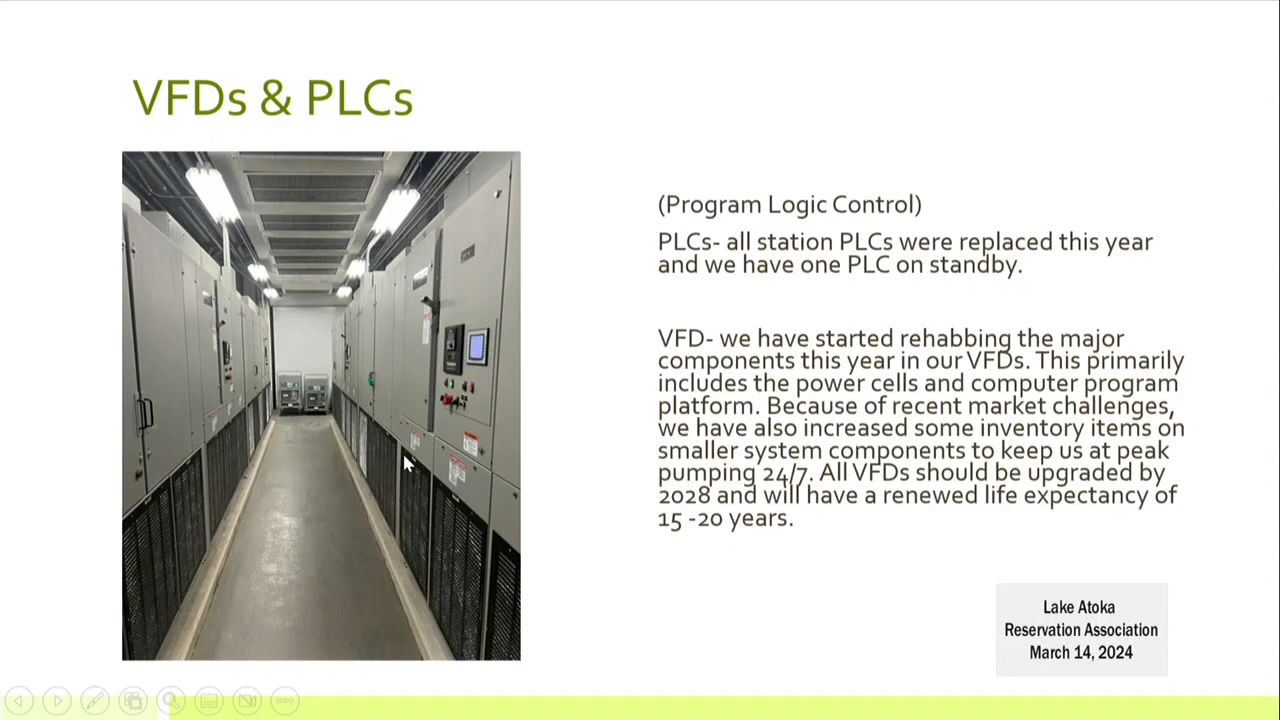 VFDs & PLCs
(Program Logic Control)
PLCs- all station PLCs were replaced this year
and we have one PLC on standby.
VFD- we have started rehabbing the major
components this year in our VFDs. This primarily
includes the power cells and computer program
platform. Because of recent market challenges,
we have also increased some inventory items on
smaller system components to keep us at peak
pumping 24/7. All VFDs should be upgraded by
2028 and will have a renewed life expectancy of
15 -20 years.
Lake Atoka
Reservation Association
March 14, 2024